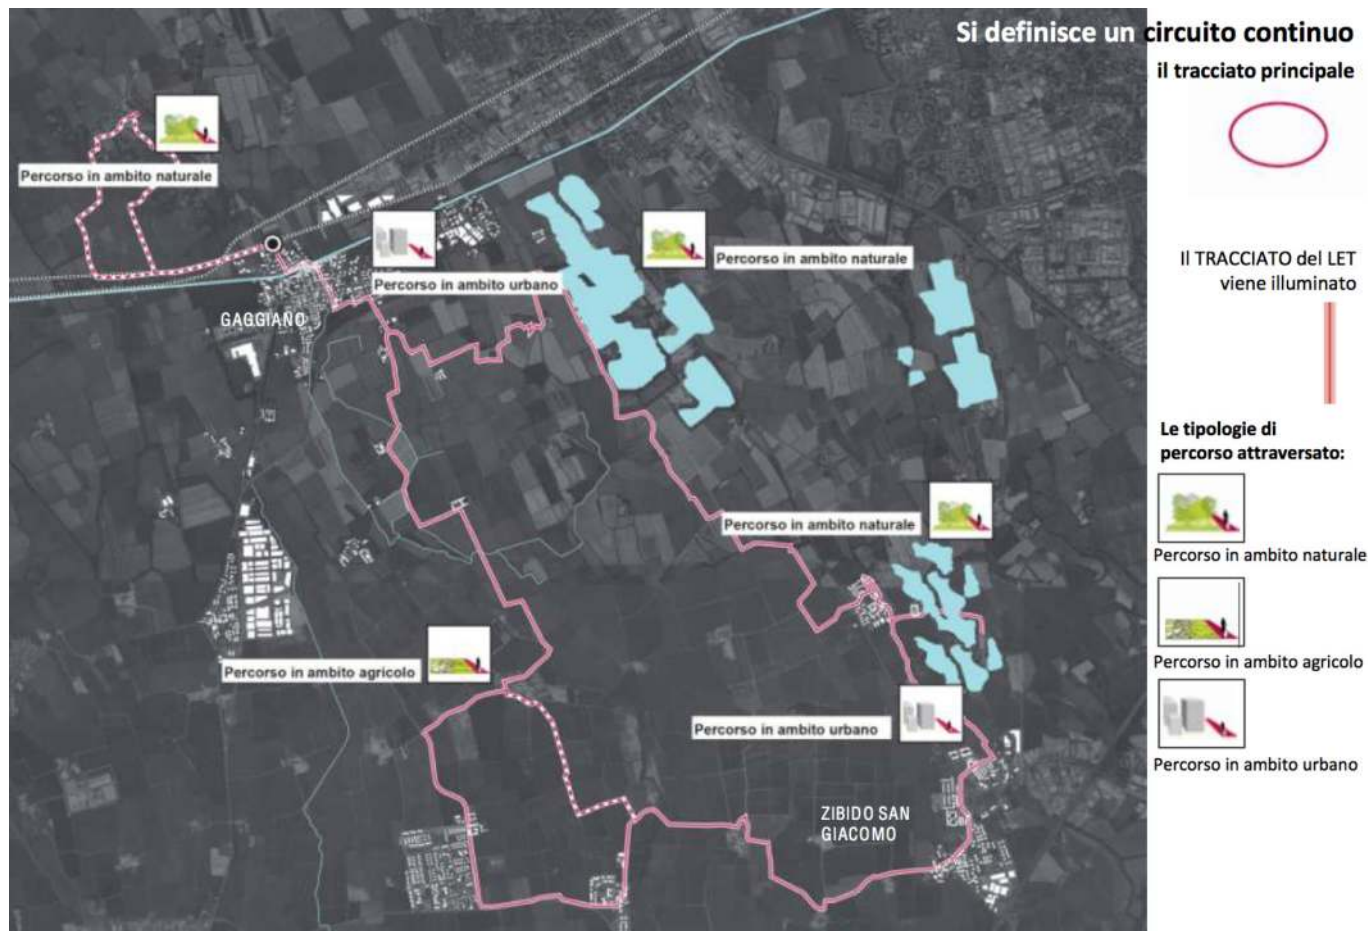 Si definisce un circuito continuo
il tracciato principale
Percorso in ambito naturale
Percorso in ambito urbano
Percorso in ambito naturale
Il TRACCIATO del LET
viene illuminato
GAGGIANO
Le tipologie di
percorso attraversato:
Percorso in ambito naturale
Percorso in ambito naturale
Percorso in ambito agricolo
Percorso in ambito agricolo
Percorso in ambito urbano
Percorso in ambito urbano
ZIBIDO SAN
GIACOMO